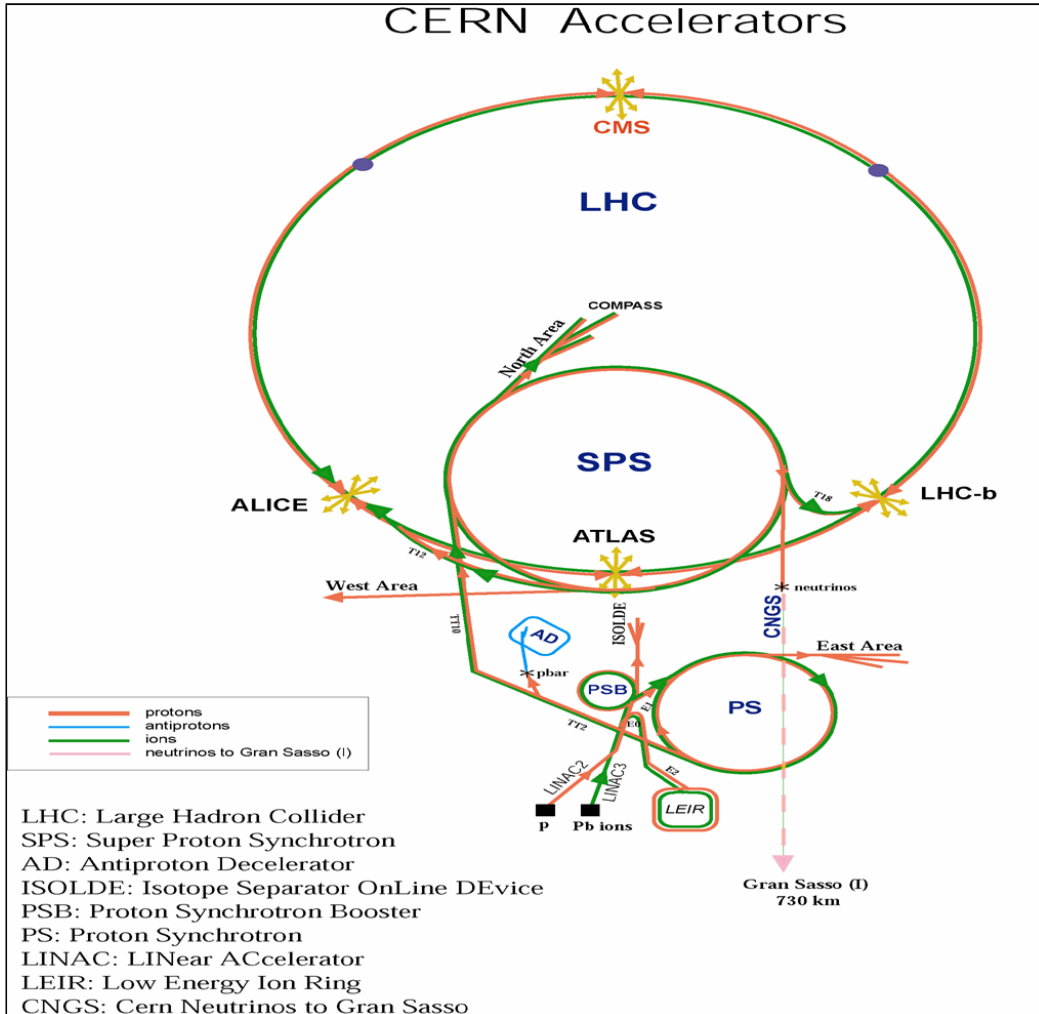 CERN Accelerators
CMS
LHC
COMPASS
North Area
SPS
ALICE
T18
LHC-b
ATLAS
T12
West Area
neutrinos
CNGS
TT10
ISOLDE
AD
East Area
pbar
PSB
E1
PS
protons
antiprotons
ions
neutrinos to Gran Sasso (I)
TT2
E0
LINAC2
LINAC3
E2
LEIR
p
Pb ions
Gran Sasso (I)
730 km
LHC: Large Hadron Collider
SPS: Super Proton Synchrotron
AD: Antiproton Decelerator
ISOLDE: Isotope Separator OnLine DEvice
PSB: Proton Synchrotron Booster
PS: Proton Synchrotron
LINAC: LINear ACcelerator
LEIR: Low Energy Ion Ring
CNGS: Cern Neutrinos to Gran Sasso